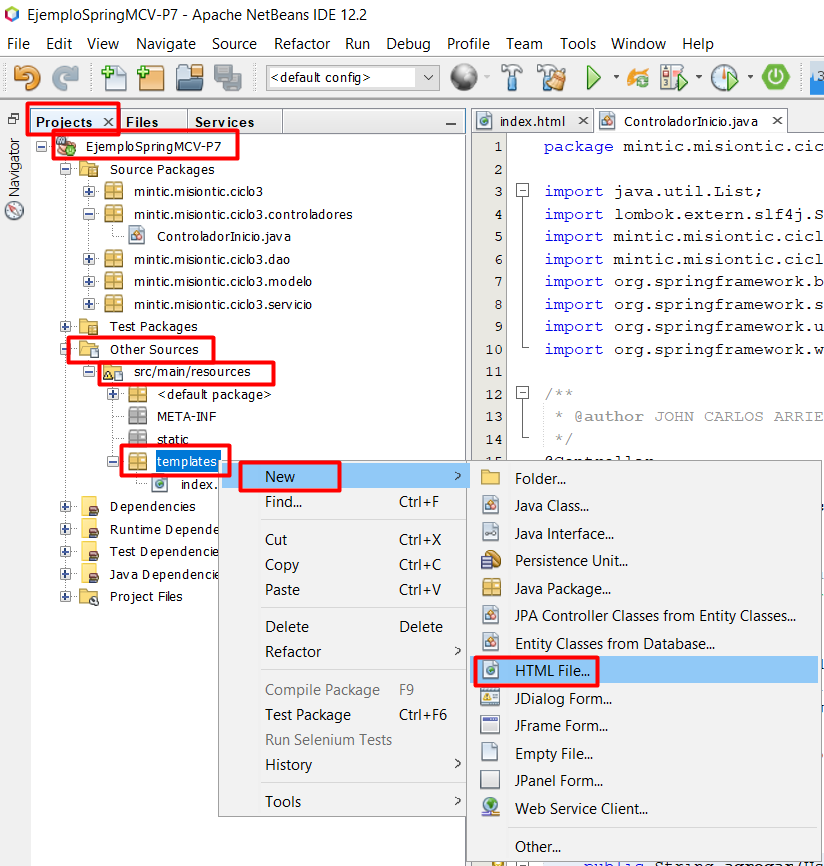 EjemploSpringMCV-P7 - Apache NetBeans IDE 12.2
File Edit View Navigate Source Refactor Run Debug Profile Team Tools Window Help
<default config>
Projects Files Services
index.html ControladorInicio.java
Navigator
EjemploSpringMCV-P7
Source Packages
mintic.misiontic.ciclo3
mintic.misiontic.ciclo3.controladores
ControladorInicio.java
mintic.misiontic.ciclo3.dao
mintic.misiontic.ciclo3.modelo
mintic.misiontic.ciclo3.servicio
Test Packages
Other Sources
src/main/resources
<default package>
META-INF
static
templates
index.
Dependencies
Runtime Depende
Test Dependencie
Java Dependencie
Project Files
1 package mintic.misiontic.cic
2
3 import java.util.List;
4 import lombok.extern.slf4j.S
5 import mintic.misiontic.cicl
6 import mintic.misiontic.cicl
7 import org.springframework.b
8 import org.springframework.s
9 import org.springframework.u
10 import org.springframework.w
11
12 /**
13 * @author JOHN CARLOS ARRIE
14 */
@Controller
New
Find... Ctrl+F
Cut Ctrl+X
Copy Ctrl+C
Paste Ctrl+V
Delete Delete
Refactor
Compile Package F9
Test Package Ctrl+F6
Run Selenium Tests
History
Tools
Folder...
Java Class...
Java Interface...
Persistence Unit...
Java Package...
JPA Controller Classes from Entity Classes...
Entity Classes from Database...
HTML File...
JDialog Form...
JFrame Form...
Empty File...
JPanel Form...
Web Service Client...
Other...
public String agregar(Us